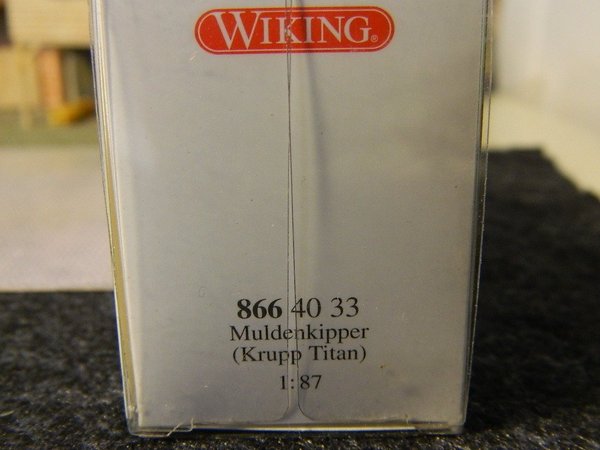 WIKING®
866 40 33
Muldenkipper
(Krupp Titan)
1:87